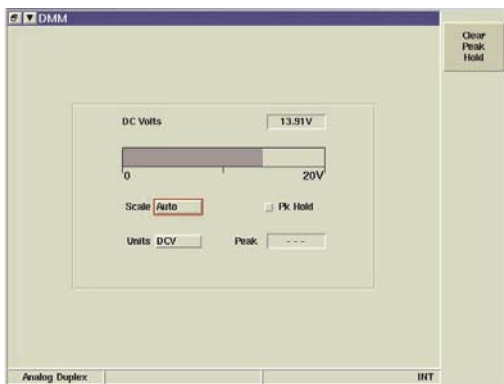 DMM
Clear
Peak
Hold
DC Volts 13.91V
0 20V
Scale Auto Pk Hold
Units DCV Peak - - -
Analog Duplex INT